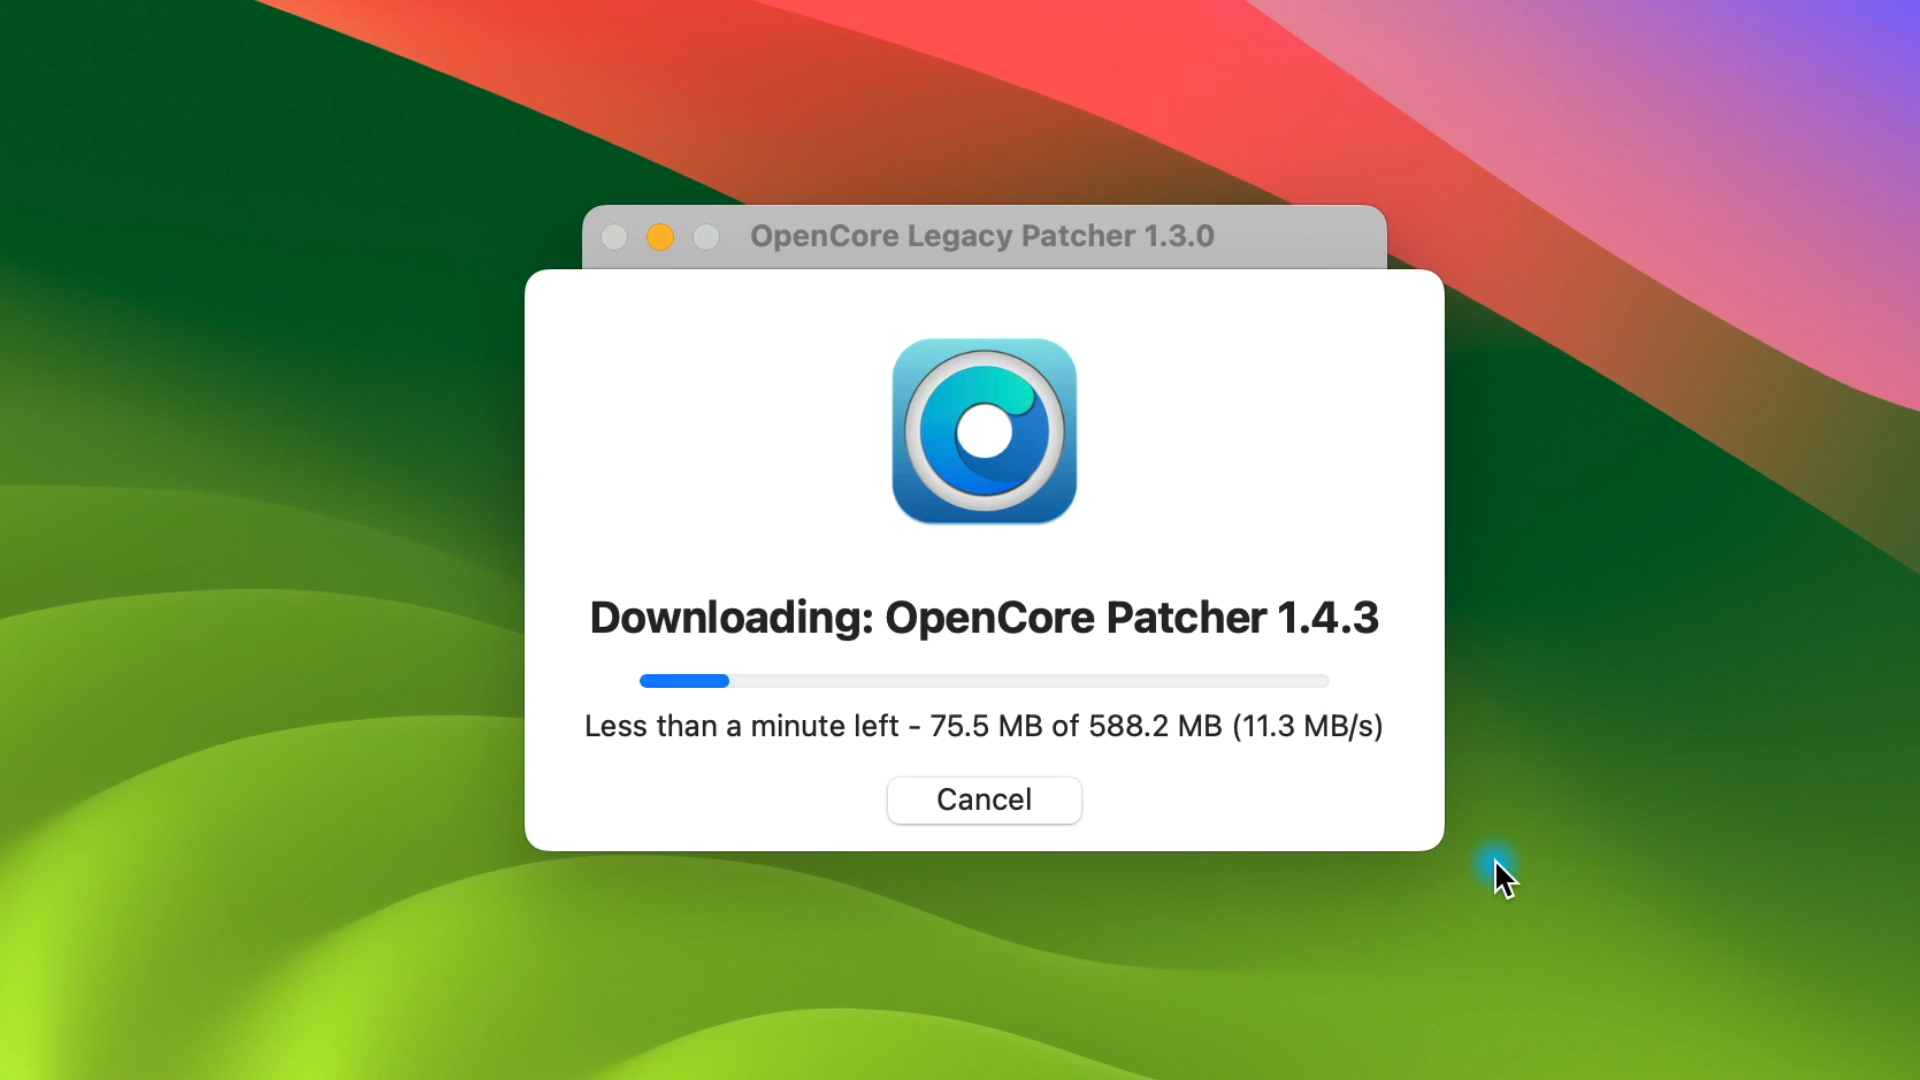 OpenCore Legacy Patcher 1.3.0
Downloading: OpenCore Patcher 1.4.3
Less than a minute left - 75.5 MB of 588.2 MB (11.3 MB/s)
Cancel